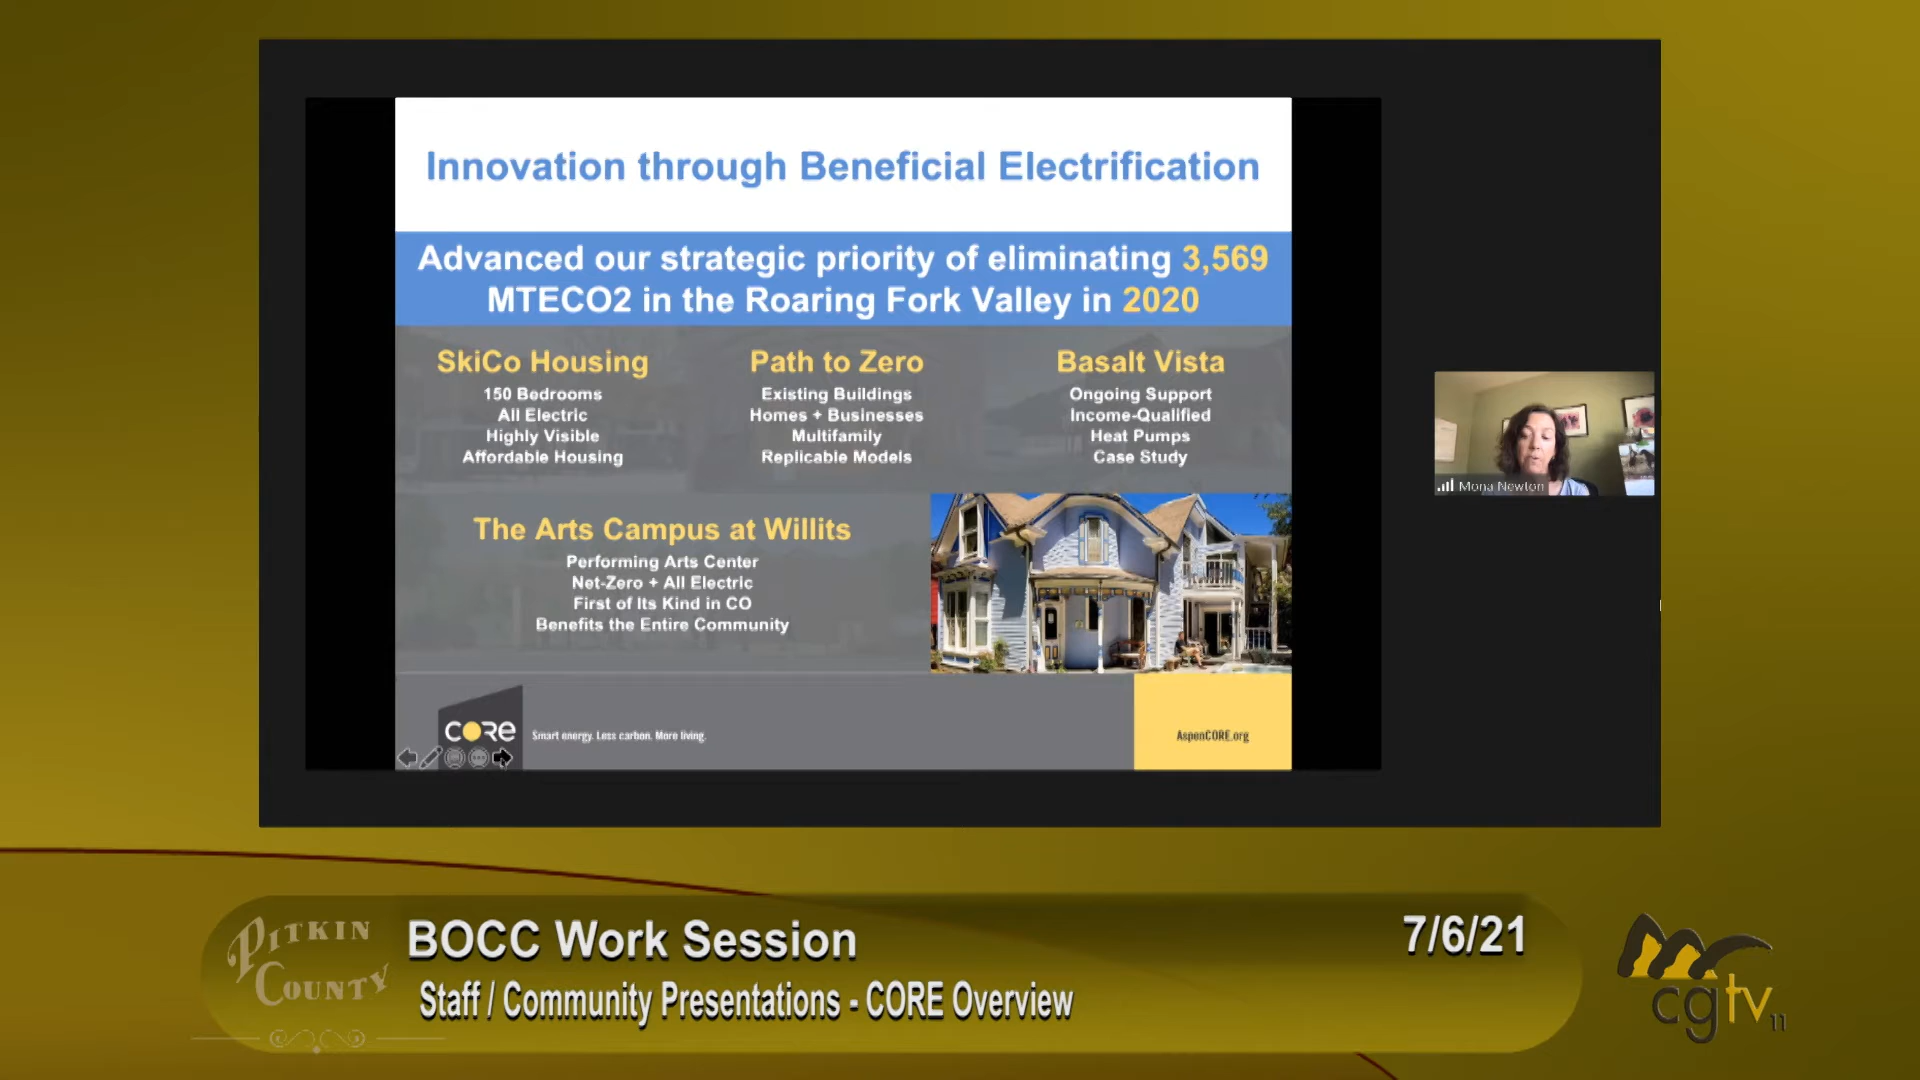 Innovation through Beneficial Electrification
Advanced our strategic priority of eliminating 3,569
MTECO2 in the Roaring Fork Valley in 2020
SkiCo Housing
150 Bedrooms
All Electric
Highly Visible
Affordable Housing
Path to Zero
Existing Buildings
Homes + Businesses
Multifamily
Replicable Models
Basalt Vista
Ongoing Support
Income-Qualified
Heat Pumps
Case Study
The Arts Campus at Willits
Performing Arts Center
Net-Zero + All Electric
First of Its Kind in CO
Benefits the Entire Community
CORe
Smart energy. Less carbon. More living.
AspenCORE.org
Mona Newton
PITKIN
COUNTY
BOCC Work Session
7/6/21
Staff / Community Presentations - CORE Overview
cgtv11